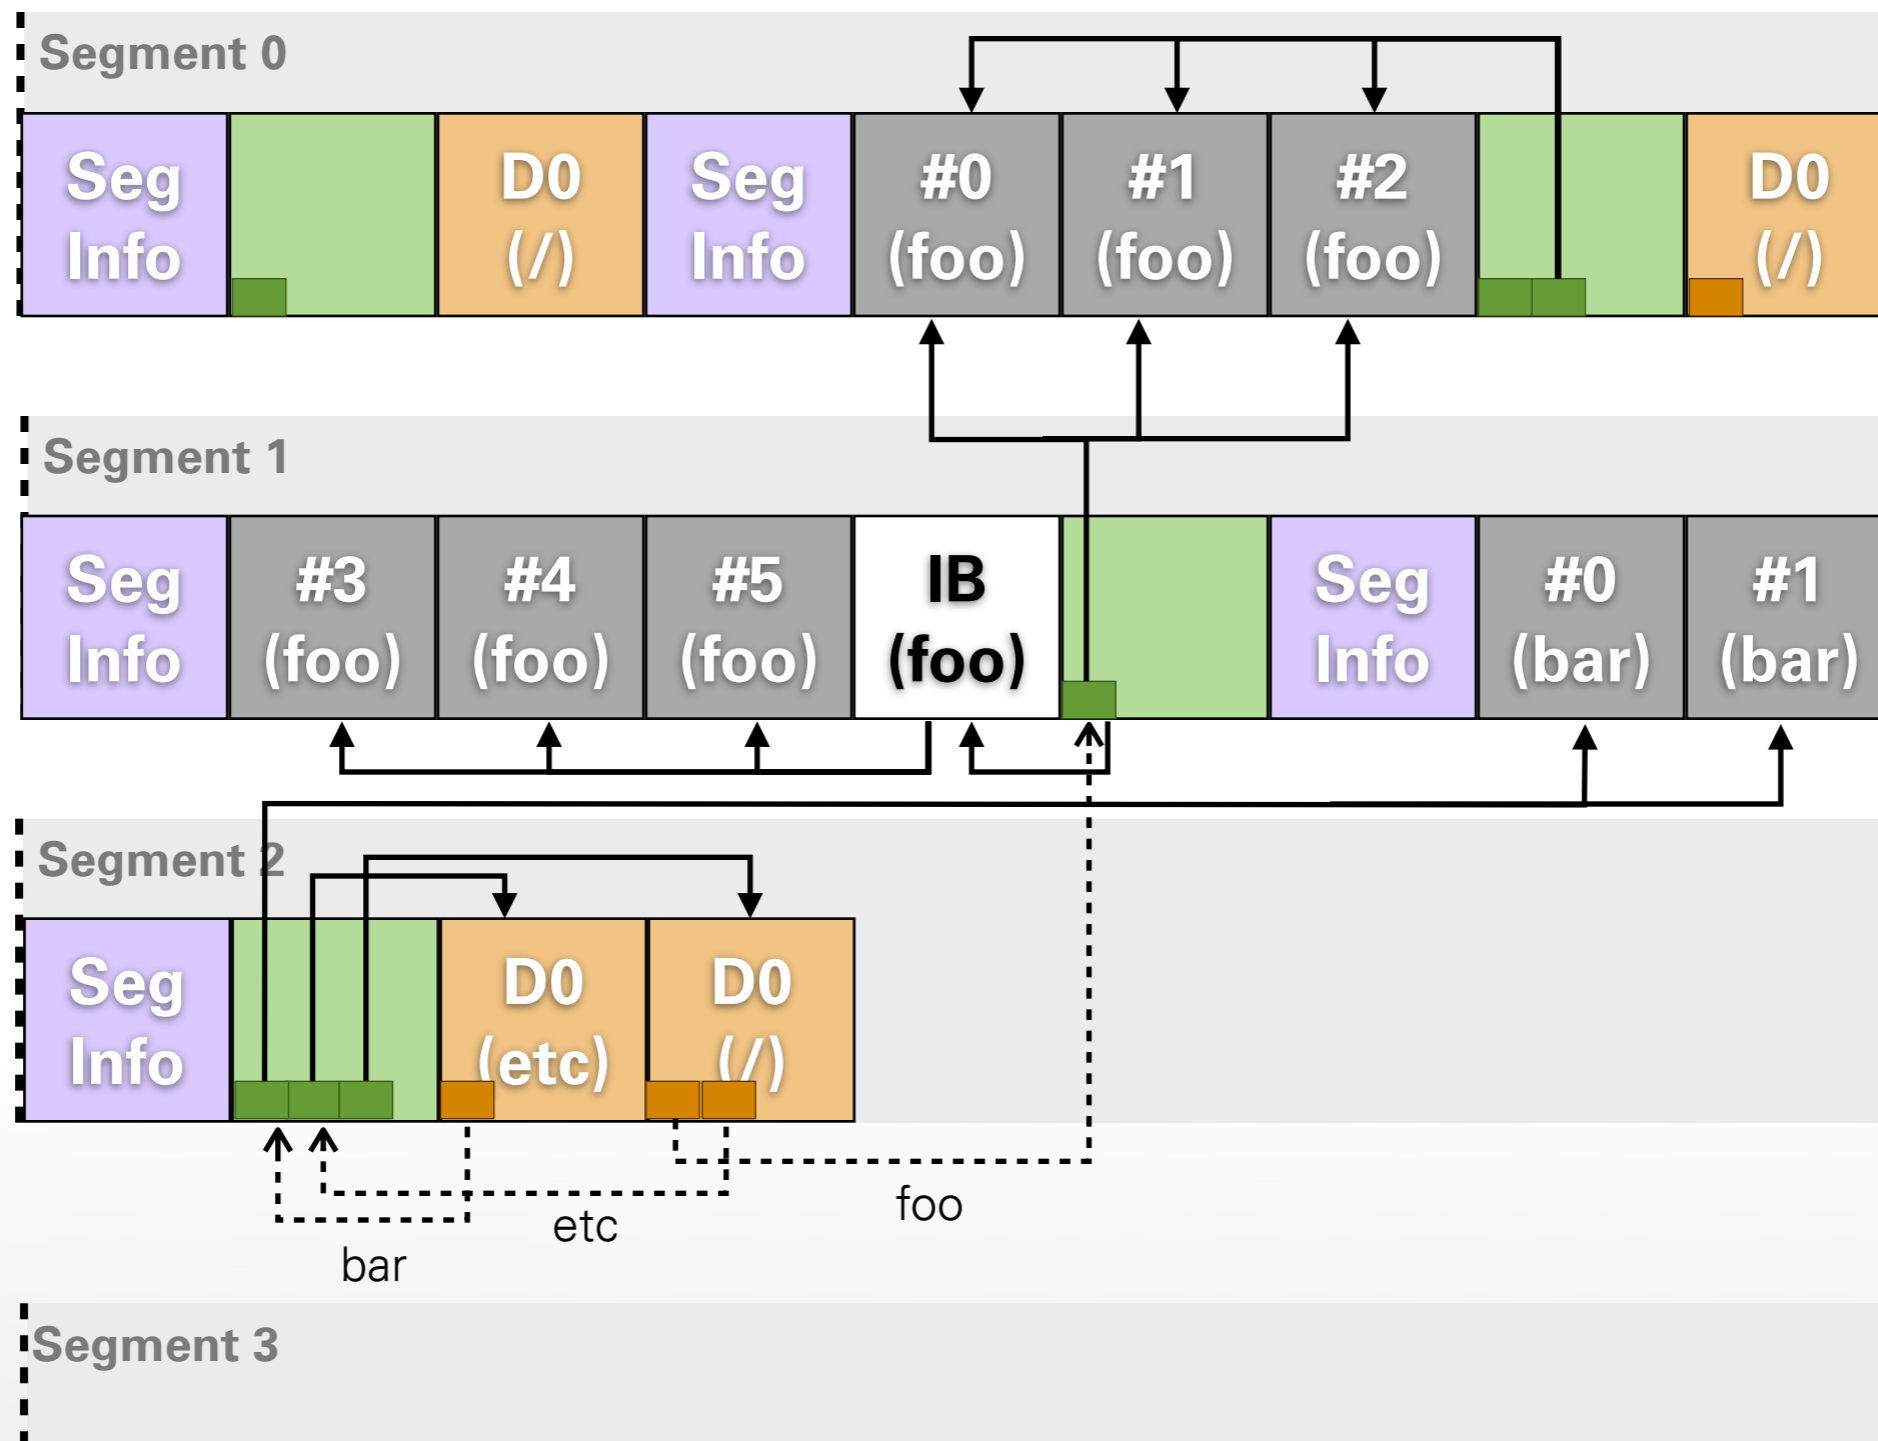 Segment 0
Seg
Info
D0
(/)
Seg
Info
#0
(foo)
#1
(foo)
#2
(foo)
D0
(/)
Segment 1
Seg
Info
#3
(foo)
#4
(foo)
#5
(foo)
IB
(foo)
Seg
Info
#0
(bar)
#1
(bar)
Segment 2
Seg
Info
D0
(etc)
D0
(/)
foo
etc
bar
Segment 3